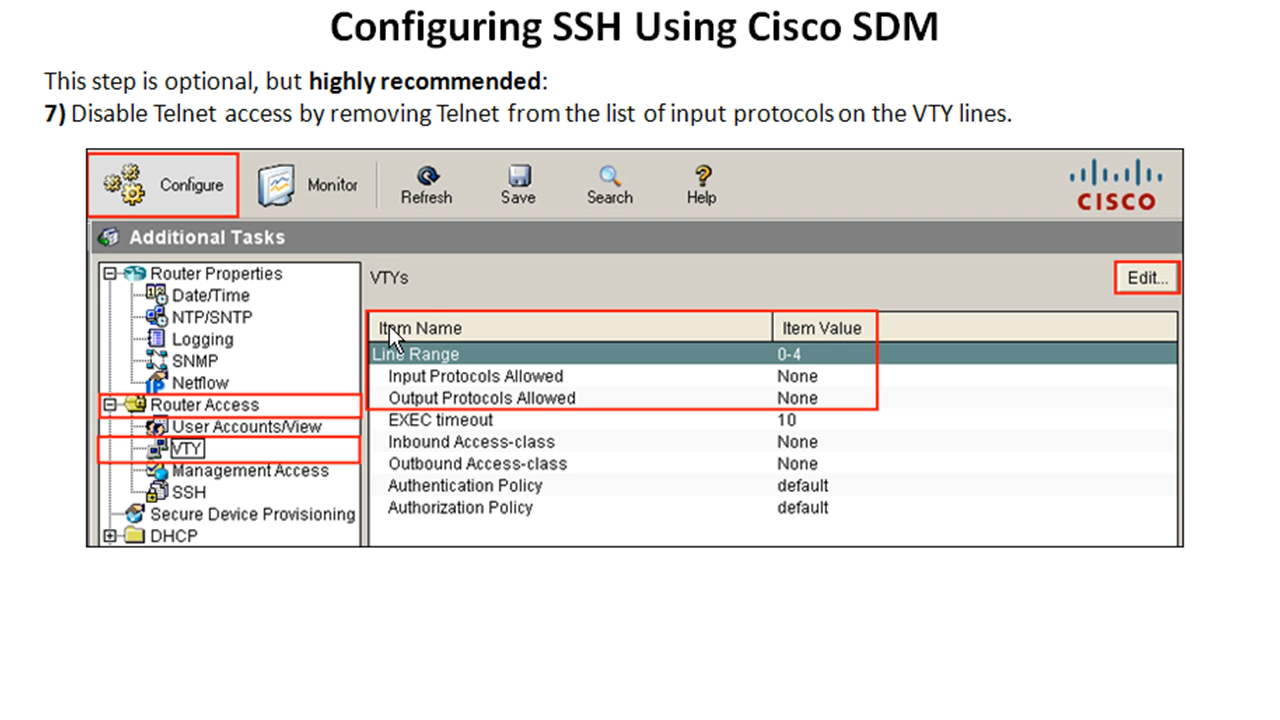 Configuring SSH Using Cisco SDM
This step is optional, but highly recommended:
7) Disable Telnet access by removing Telnet from the list of input protocols on the VTY lines.
Configure
Monitor
Refresh
Save
Search
Help
CISCO
Additional Tasks
Router Properties
Date/Time
NTP/SNTP
Logging
SNMP
Netflow
Router Access
User Accounts/View
VTY
Management Access
SSH
Secure Device Provisioning
DHCP
VTYs
Edit...
Item Name Item Value
Line Range 0-4
Input Protocols Allowed None
Output Protocols Allowed None
EXEC timeout 10
Inbound Access-class None
Outbound Access-class None
Authentication Policy default
Authorization Policy default